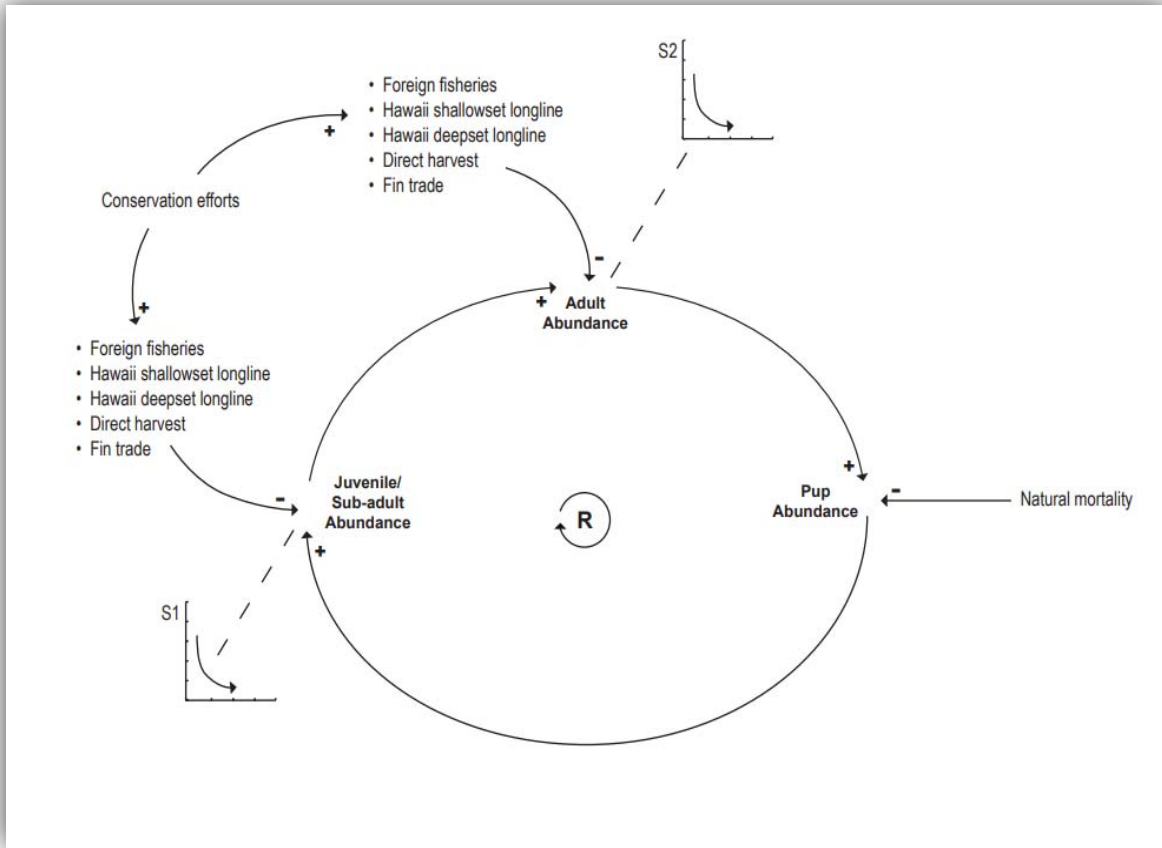 S2
• Foreign fisheries
• Hawaii shallowset longline
• Hawaii deepset longline
• Direct harvest
• Fin trade
+
Conservation efforts
-
+
Adult
Abundance
+
• Foreign fisheries
• Hawaii shallowset longline
• Hawaii deepset longline
• Direct harvest
• Fin trade
-
Juvenile/
Sub-adult
Abundance
+
R
+
Pup
Abundance
-
Natural mortality
S1